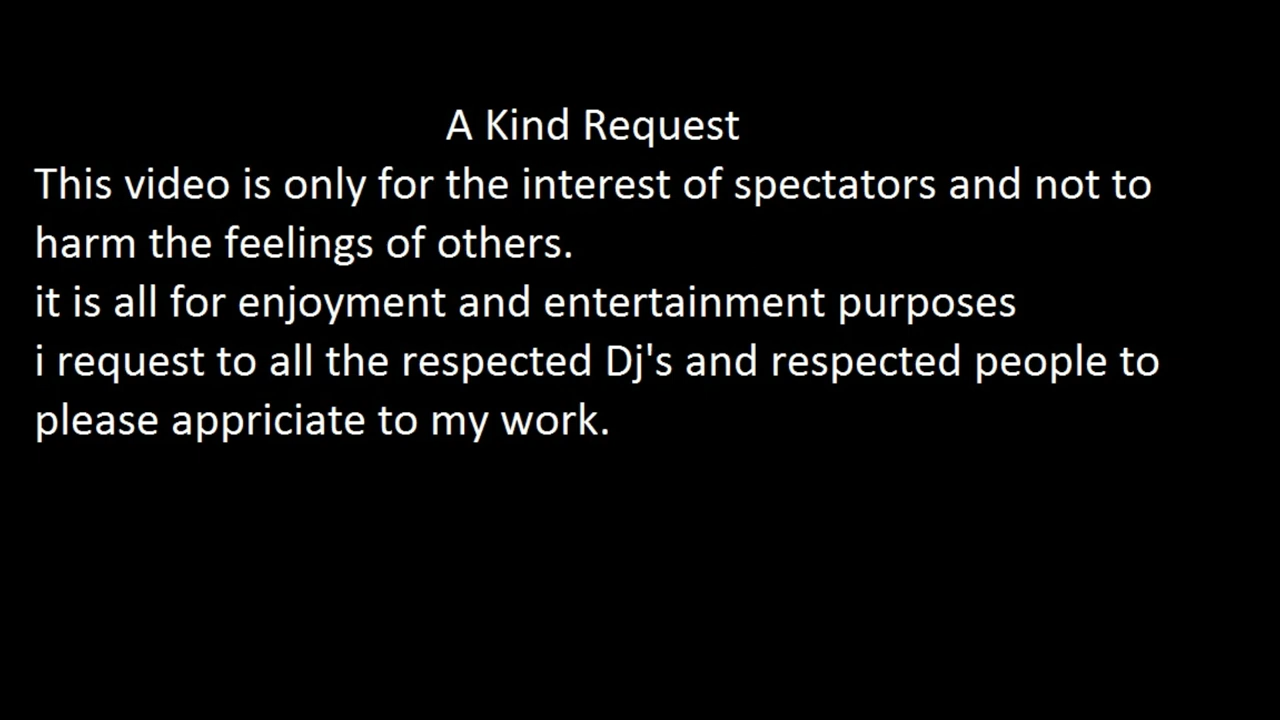 A Kind Request
This video is only for the interest of spectators and not to
harm the feelings of others.
it is all for enjoyment and entertainment purposes
i request to all the respected Dj's and respected people to
please appriciate to my work.